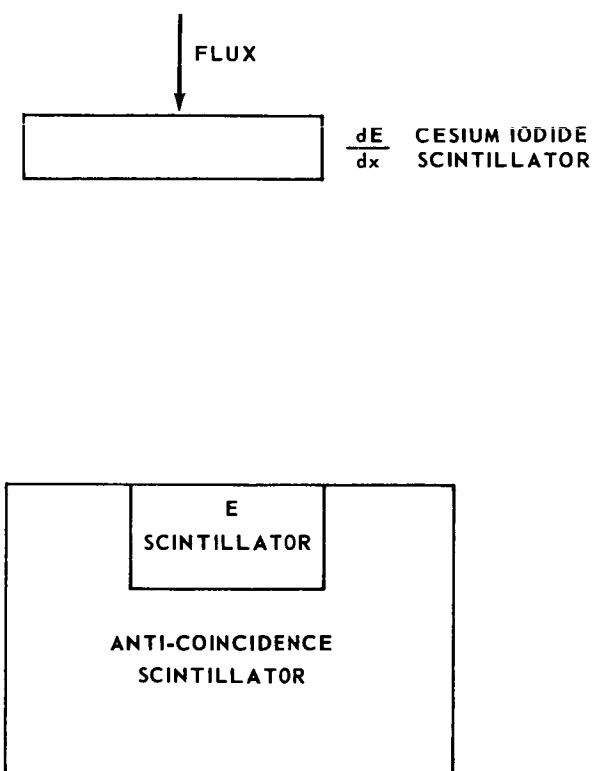 FLUX
dE CESIUM IODIDE
dx SCINTILLATOR
E
SCINTILLATOR
ANTI-COINCIDENCE
SCINTILLATOR